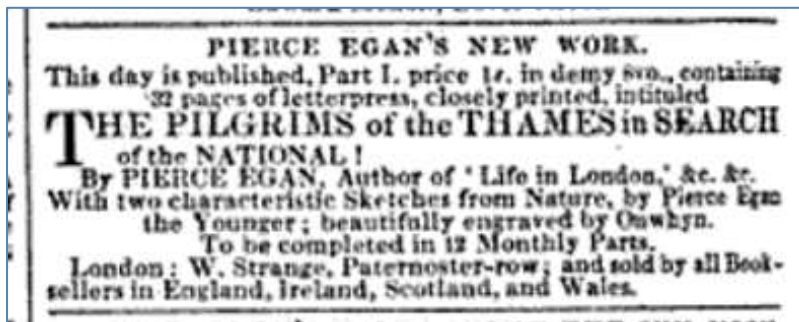 PIERCE EGAN'S NEW WORK.
This day is published, Part I. price 1s. in demy 8vo., containing
32 pages of letterpress, closely printed, intituled
THE PILGRIMS of the THAMES in SEARCH
of the NATIONAL!
By PIERCE EGAN, Author of 'Life in London,' &c. &c.
With two characteristic Sketches from Nature, by Pierce Egan
the Younger; beautifully engraved by Onwhyn.
To be completed in 12 Monthly Parts.
London: W. Strange, Paternoster-row; and sold by all Book-
sellers in England, Ireland, Scotland, and Wales.